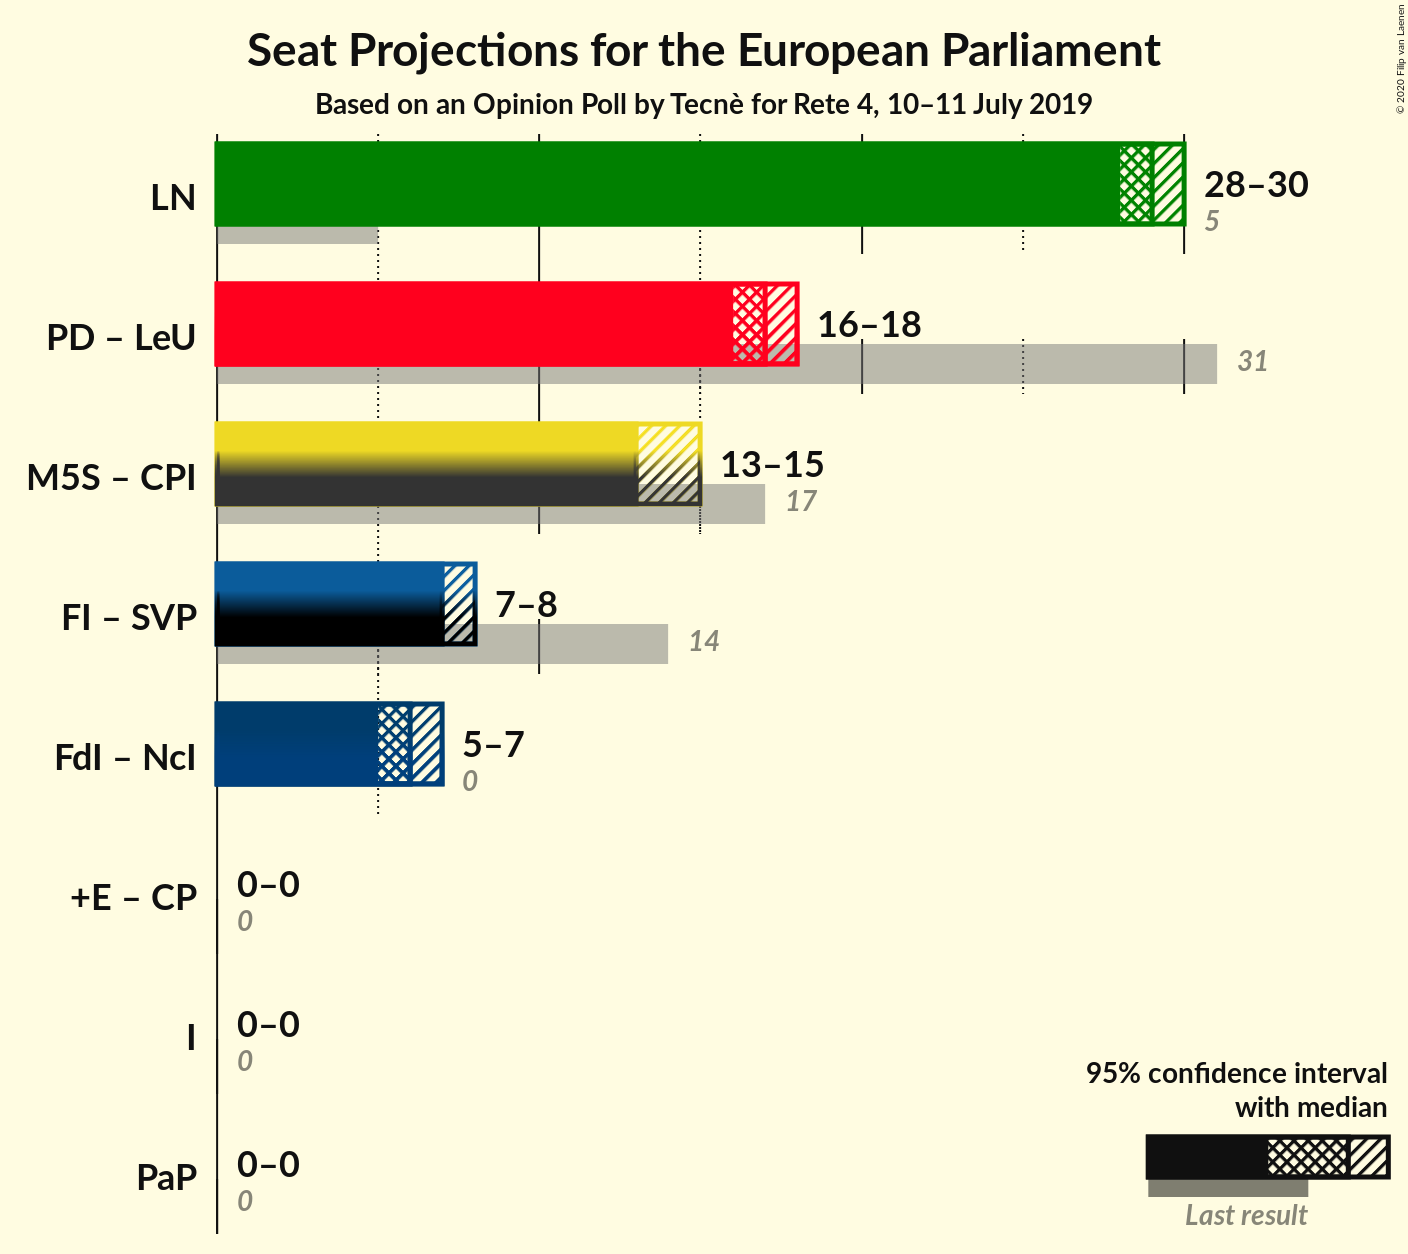 Seat Projections for the European Parliament
Based on an Opinion Poll by Tecnè for Rete 4, 10–11 July 2019
© 2020 Filip van Laenen
LN
28–30
5
PD – LeU
16–18
31
M5S – CPI
13–15
17
FI – SVP
7–8
14
FdI – NcI
5–7
0
+E – CP
0–0
0
I
0–0
0
PaP
0–0
0
95% confidence interval
with median
Last result